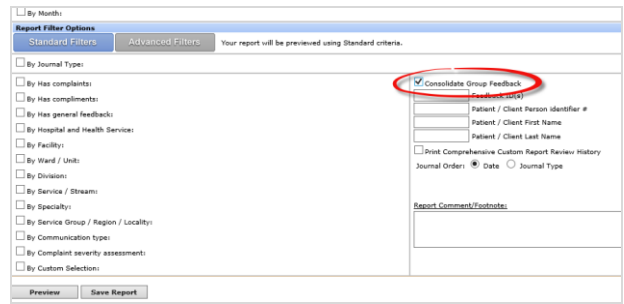 By Month:
Report Filter Options
Standard Filters Advanced Filters Your report will be previewed using Standard criteria.
By Journal Type:
By Has complaints:
By Has compliments:
By Has general feedback:
By Hospital and Health Service:
By Facility:
By Ward / Unit:
By Division:
By Service / Stream:
By Specialty:
By Service Group / Region / Locality:
By Communication type:
By Complaint severity assessment:
By Custom Selection:
Consolidate Group Feedback
Feedback ID(s)
Patient / Client Person identifier #
Patient / Client First Name
Patient / Client Last Name
Print Comprehensive Custom Report Review History
Journal Order: Date Journal Type
Report Comment/Footnote:
Preview Save Report